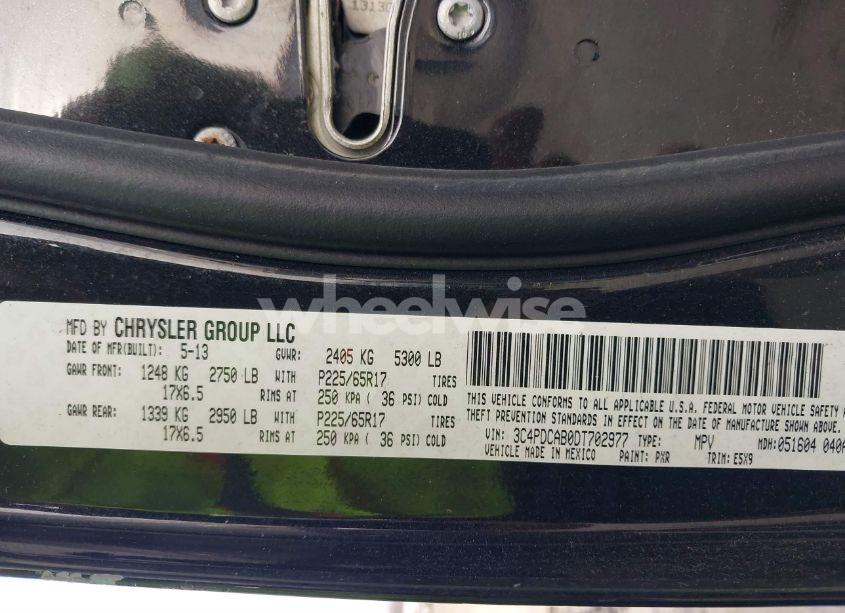 1313
wheelwise
MFD BY CHRYSLER GROUP LLC
DATE OF MFR(BUILT): 5-13 GVWR: 2405 KG 5300 LB
GAWR FRONT: 1248 KG 2750 LB WITH P225/65R17 TIRES
17X6.5 RIMS AT 250 KPA ( 36 PSI) COLD
GAWR REAR: 1339 KG 2950 LB WITH P225/65R17 TIRES
17X6.5 RIMS AT 250 KPA ( 36 PSI) COLD
THIS VEHICLE CONFORMS TO ALL APPLICABLE U.S.A. FEDERAL MOTOR VEHICLE SAFETY
THEFT PREVENTION STANDARDS IN EFFECT ON THE DATE OF MANUFACTURE SHOWN ABOVE.
VIN: 3C4PDCAB0DT702977 TYPE: MPV MDH: 051604 040
VEHICLE MADE IN MEXICO PAINT: PXR TRIM: E5X9